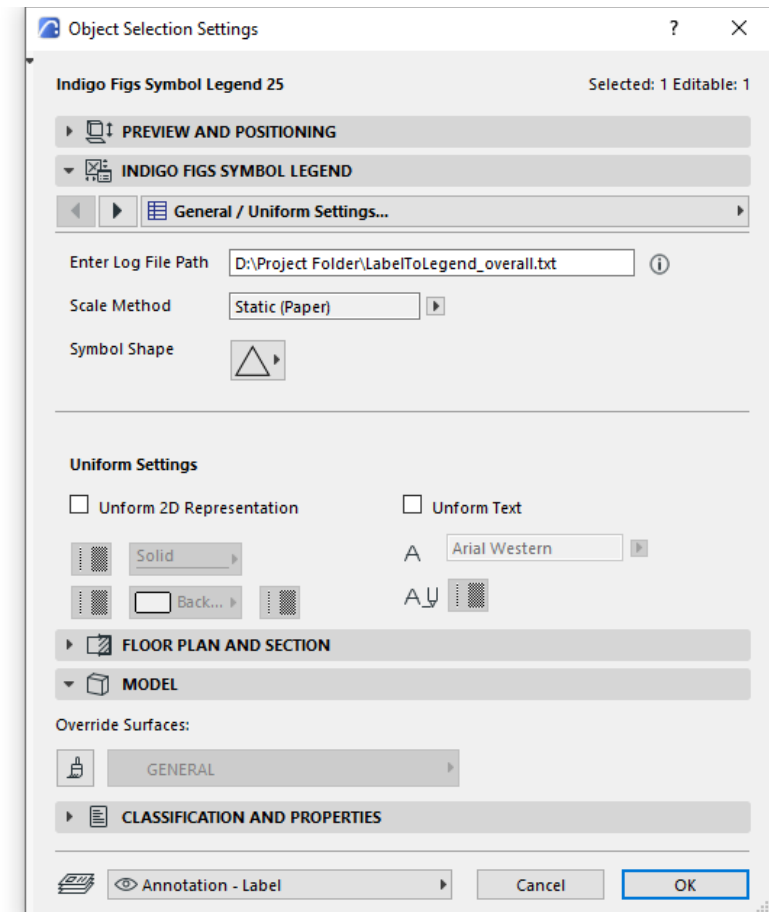 Object Selection Settings
?
Indigo Figs Symbol Legend 25
Selected: 1 Editable: 1
PREVIEW AND POSITIONING
INDIGO FIGS SYMBOL LEGEND
General / Uniform Settings...
Enter Log File Path
D:\Project Folder\LabelToLegend_overall.txt
Scale Method
Static (Paper)
Symbol Shape
Uniform Settings
Unform 2D Representation
Unform Text
Solid
A
Arial Western
Back...
A
FLOOR PLAN AND SECTION
MODEL
Override Surfaces:
GENERAL
CLASSIFICATION AND PROPERTIES
Annotation - Label
Cancel
OK